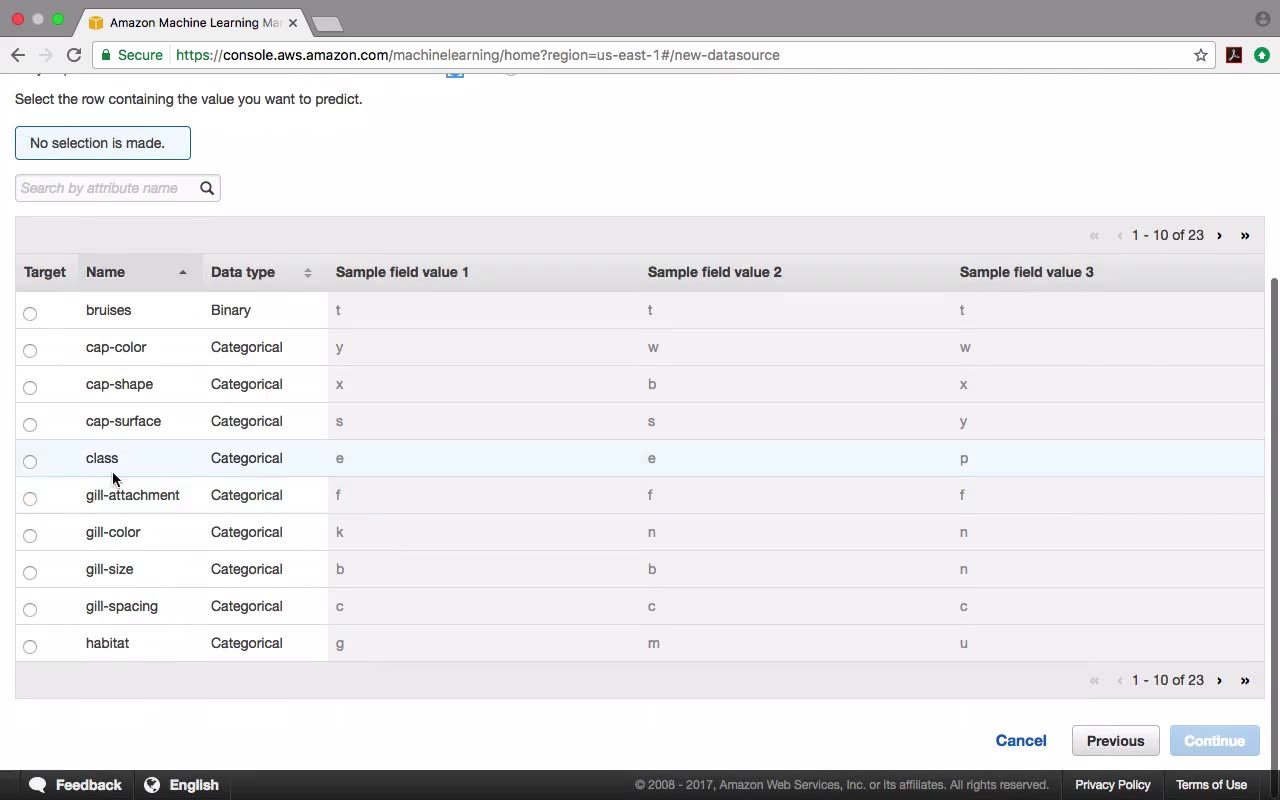 Amazon Machine Learning Ma
Secure https://console.aws.amazon.com/machinelearning/home?region=us-east-1#/new-datasource
Select the row containing the value you want to predict.
No selection is made.
Search by attribute name
« ‹ 1 - 10 of 23 › »
Target Name Data type Sample field value 1 Sample field value 2 Sample field value 3
bruises Binary t t t
cap-color Categorical y w w
cap-shape Categorical x b x
cap-surface Categorical s s y
class Categorical e e p
gill-attachment Categorical f f f
gill-color Categorical k n n
gill-size Categorical b b n
gill-spacing Categorical c c c
habitat Categorical g m u
« ‹ 1 - 10 of 23 › »
Cancel Previous Continue
Feedback English © 2008 - 2017, Amazon Web Services, Inc. or its affiliates. All rights reserved. Privacy Policy Terms of Use